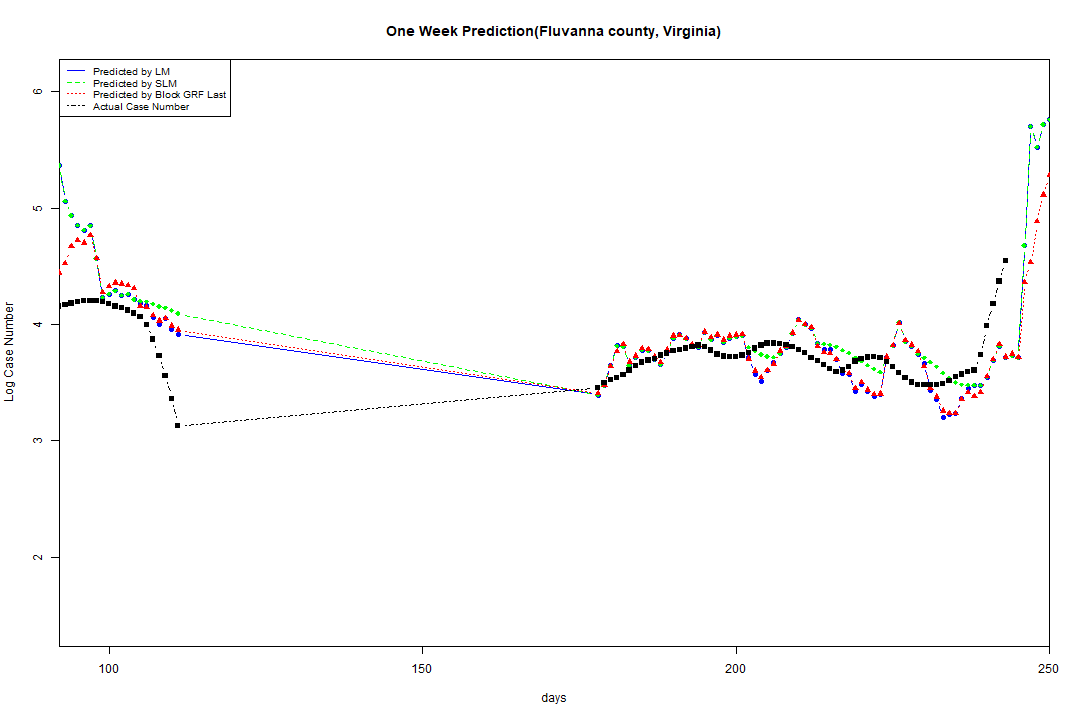 One Week Prediction(Fluvanna county, Virginia)
Predicted by LM
Predicted by SLM
Predicted by Block GRF Last
Actual Case Number
6
5
4
3
2
Log Case Number
100
150
200
250
days